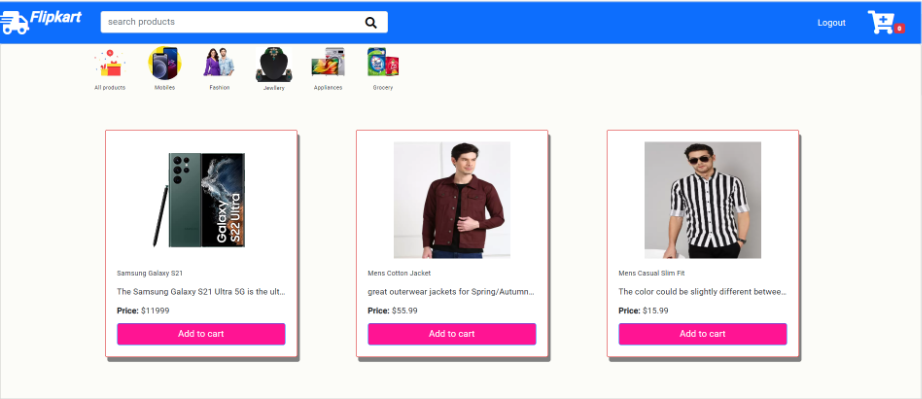 Flipkart
search products
Logout
0
All products
Mobiles
Fashion
Jewllery
Appliances
Grocery
Galaxy
S22 Ultra
Samsung Galaxy S21
The Samsung Galaxy S21 Ultra 5G is the ult...
Price: $11999
Add to cart
Mens Cotton Jacket
great outerwear jackets for Spring/Autumn...
Price: $55.99
Add to cart
Mens Casual Slim Fit
The color could be slightly different betwee...
Price: $15.99
Add to cart